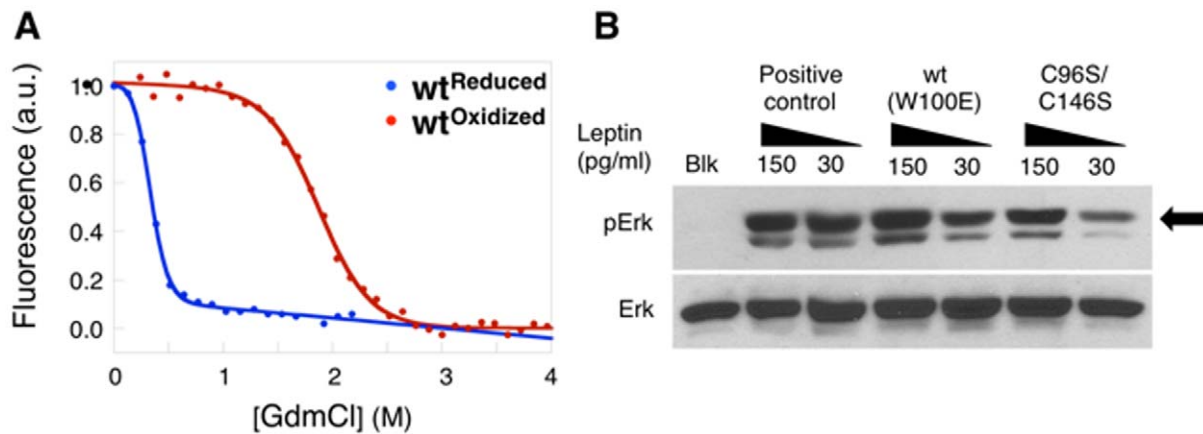 A
Fluorescence (a.u.)
1.0
0.8
0.6
0.4
0.2
0.0
0
1
2
3
4
[GdmCl] (M)
wtReduced
wtOxidized
B
Positive
control
wt
(W100E)
C96S/
C146S
Leptin
(pg/ml)
Blk
150
30
150
30
150
30
pErk
Erk